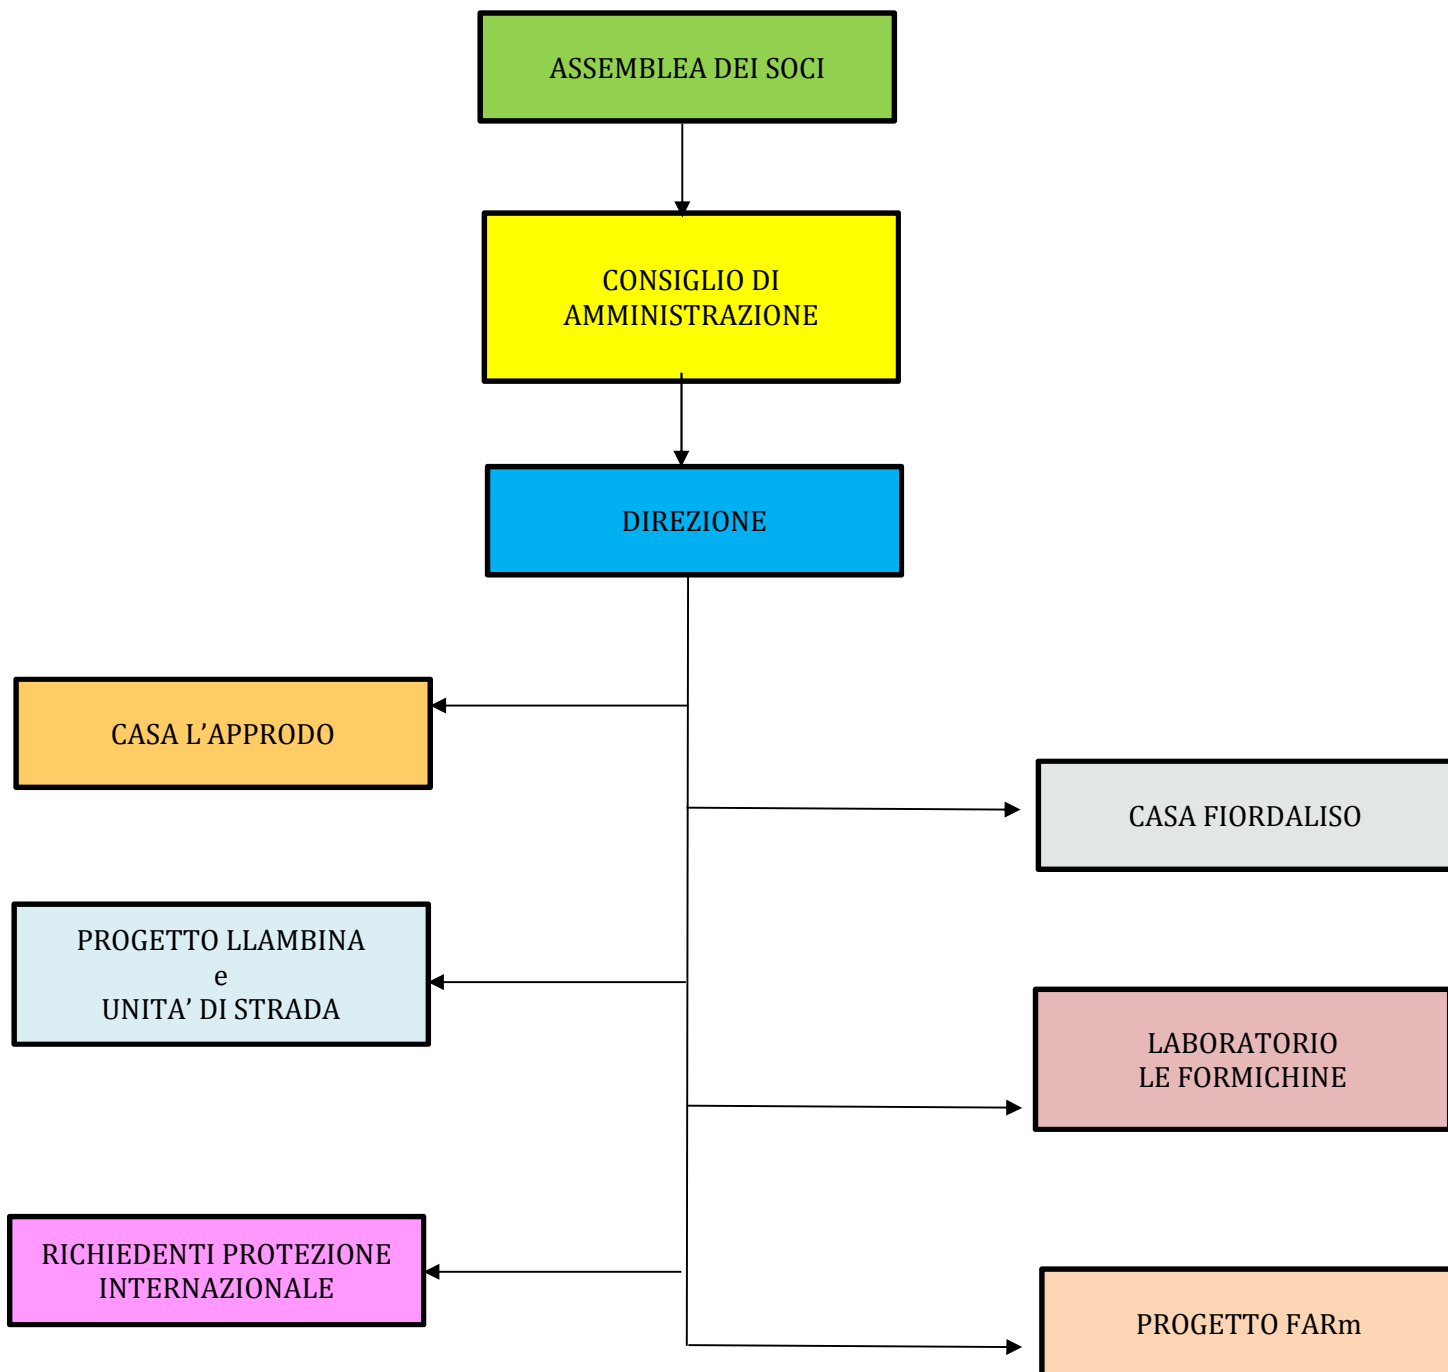 ASSEMBLEA DEI SOCI
CONSIGLIO DI
AMMINISTRAZIONE
DIREZIONE
CASA L’APPRODO
CASA FIORDALISO
PROGETTO LLAMBINA
e
UNITA’ DI STRADA
LABORATORIO
LE FORMICHINE
RICHIEDENTI PROTEZIONE
INTERNAZIONALE
PROGETTO FARm